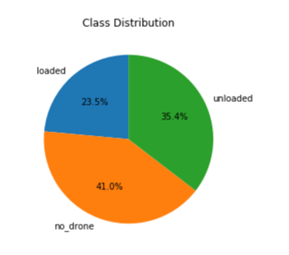 Class Distribution
loaded
23.5%
unloaded
35.4%
41.0%
no_drone